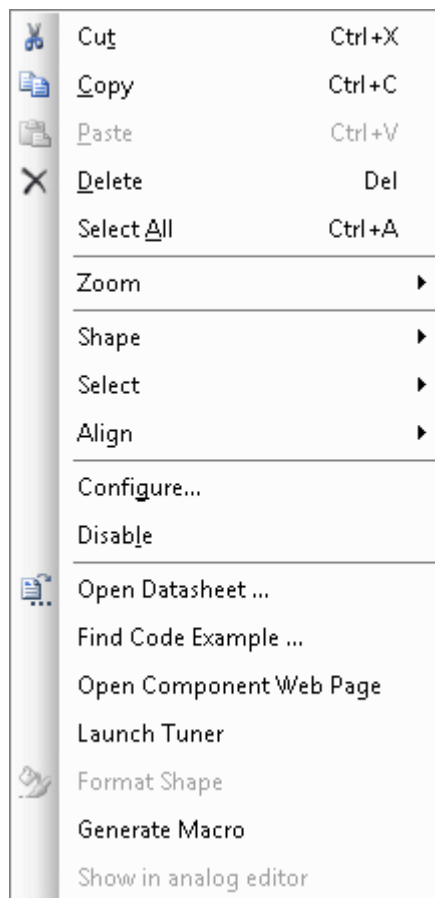 Cut Ctrl+X
Copy Ctrl+C
Paste Ctrl+V
Delete Del
Select All Ctrl+A
Zoom
Shape
Select
Align
Configure...
Disable
Open Datasheet ...
Find Code Example ...
Open Component Web Page
Launch Tuner
Format Shape
Generate Macro
Show in analog editor